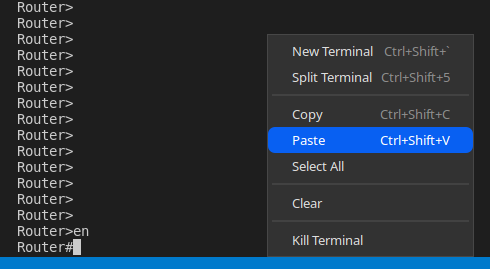 Router>
Router>
Router>
Router>
Router>
Router>
Router>
Router>
Router>
Router>
Router>
Router>
Router>
Router>
Router>en
Router#
New Terminal Ctrl+Shift+`
Split Terminal Ctrl+Shift+5
Copy Ctrl+Shift+C
Paste Ctrl+Shift+V
Select All
Clear
Kill Terminal